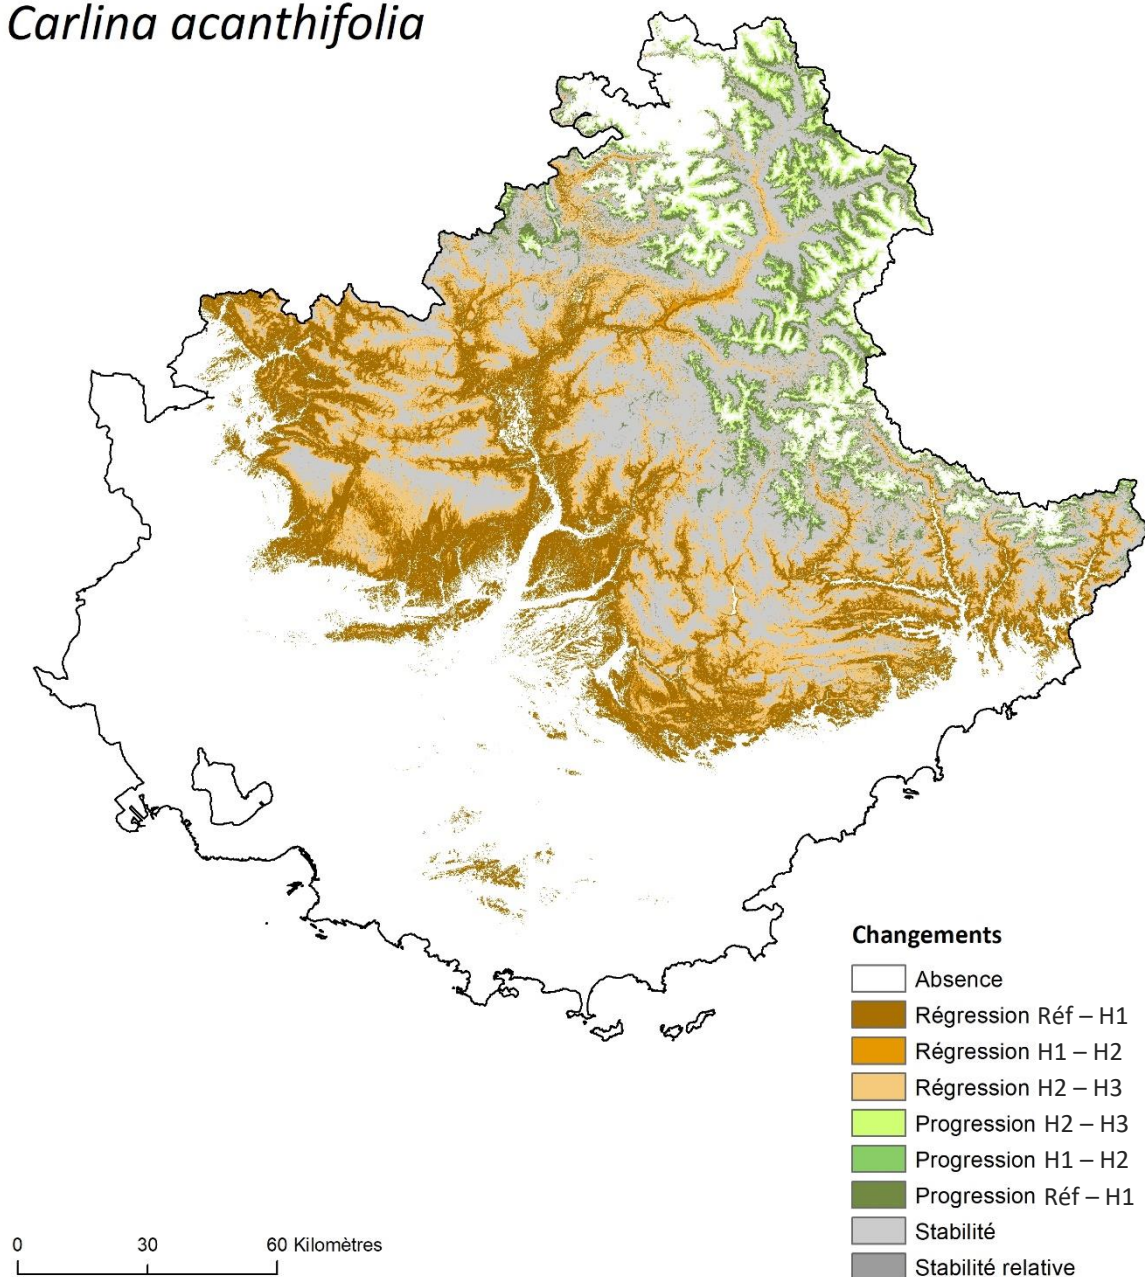 Carlina acanthifolia
Changements
Absence
Régression Réf – H1
Régression H1 – H2
Régression H2 – H3
Progression H2 – H3
Progression H1 – H2
Progression Réf – H1
Stabilité
Stabilité relative
0 30 60 Kilomètres